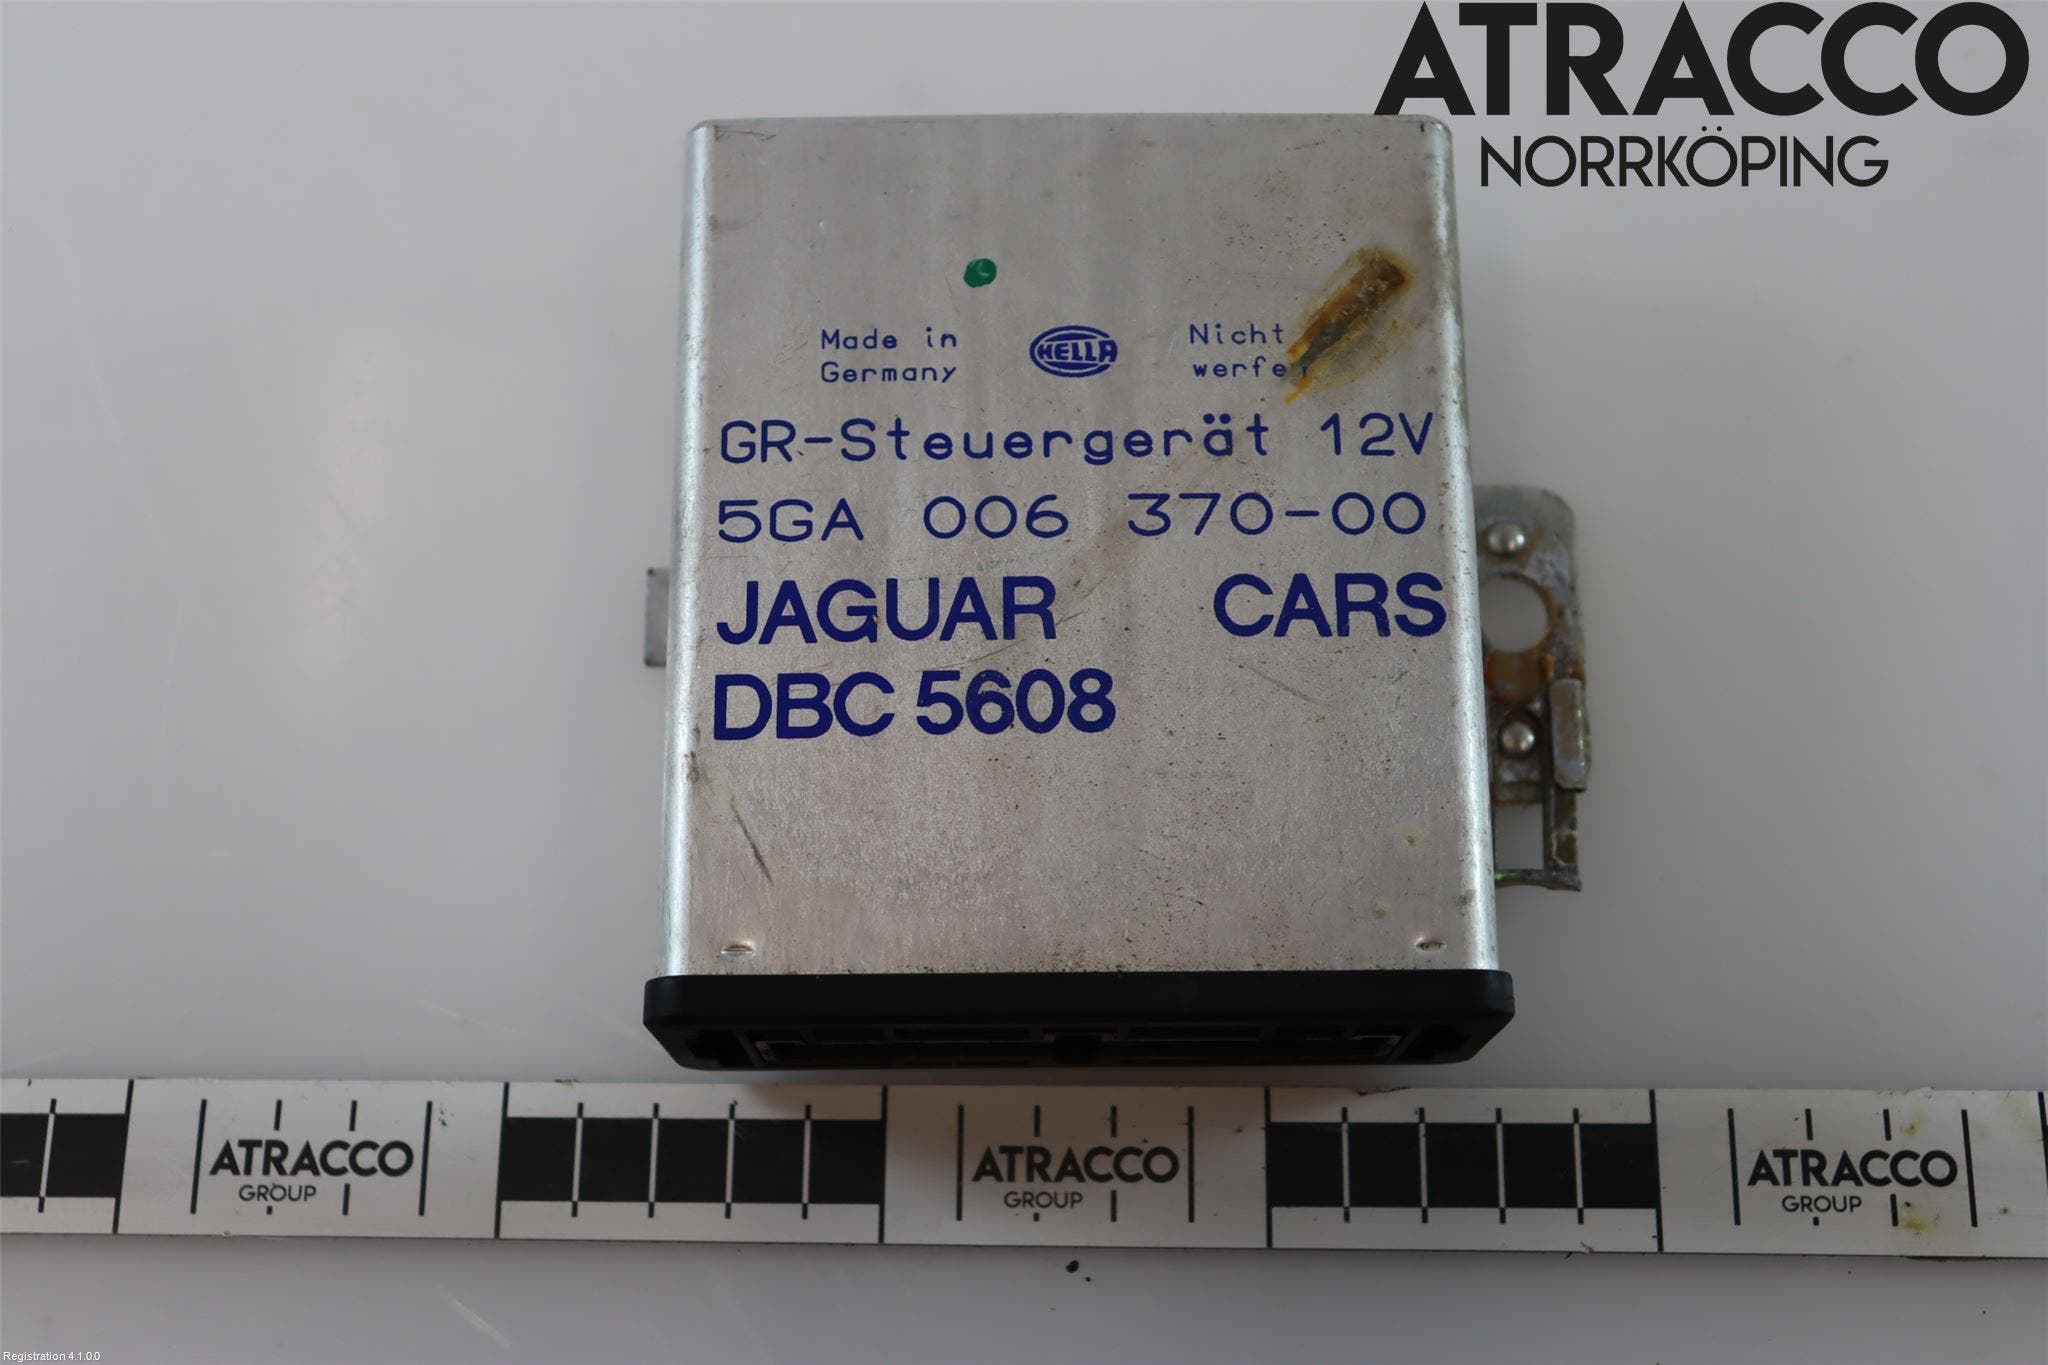 ATRACCO
NORRKÖPING
Made in
Germany
HELLA
Nicht
GR-Steuergerät 12V
5GA 006 370-00
JAGUAR CARS
DBC 5608
ATRACCO
GROUP
ATRACCO
GROUP
ATRACCO
GROUP
Registration 4.1.0.0